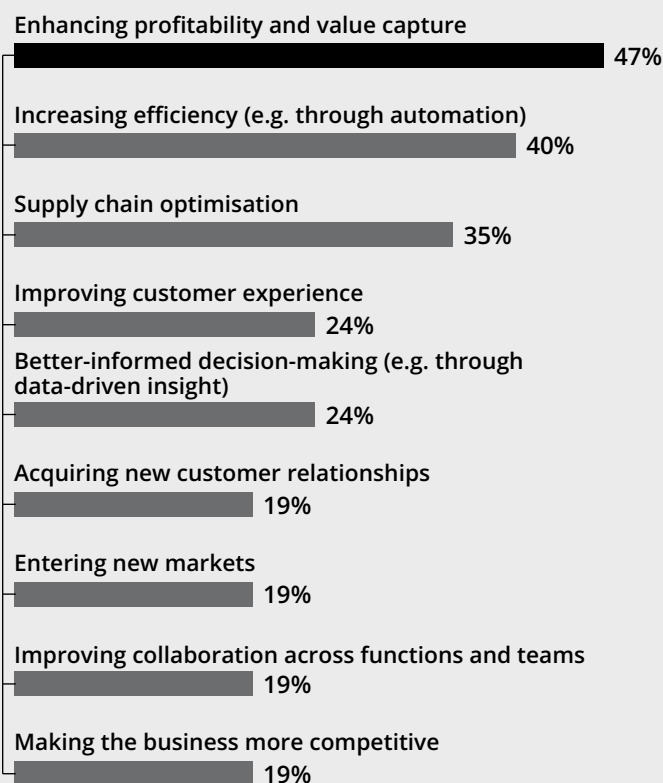 Enhancing profitability and value capture
47%
Increasing efficiency (e.g. through automation)
40%
Supply chain optimisation
35%
Improving customer experience
24%
Better-informed decision-making (e.g. through
data-driven insight)
24%
Acquiring new customer relationships
19%
Entering new markets
19%
Improving collaboration across functions and teams
19%
Making the business more competitive
19%